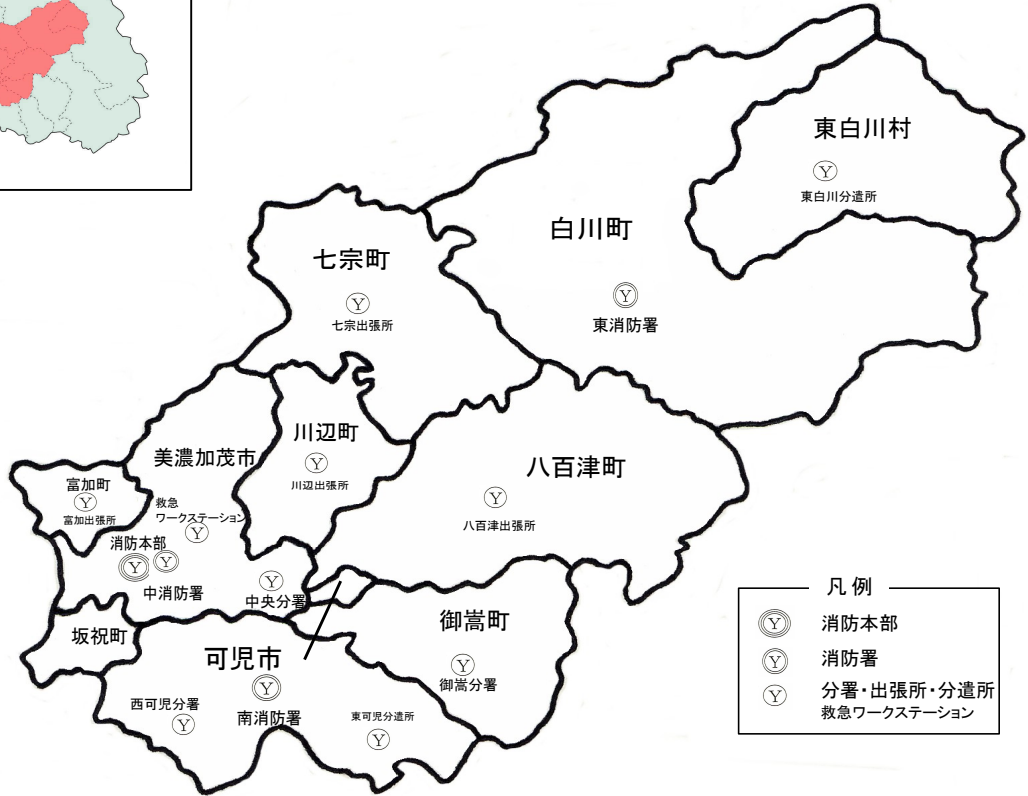 東白川村
Y
東白川分遣所
白川町
Y
東消防署
七宗町
Y
七宗出張所
川辺町
Y
川辺出張所
美濃加茂市
救急
ワークステーション
Y
富加町
Y
富加出張所
八百津町
Y
八百津出張所
消防本部
Y
Y
中消防署
Y
中央分署
坂祝町
御嵩町
Y
御嵩分署
可児市
Y
南消防署
西可児分署
Y
東可児分遣所
Y
凡例
Y 消防本部
Y 消防署
Y 分署・出張所・分遣所
救急ワークステーション